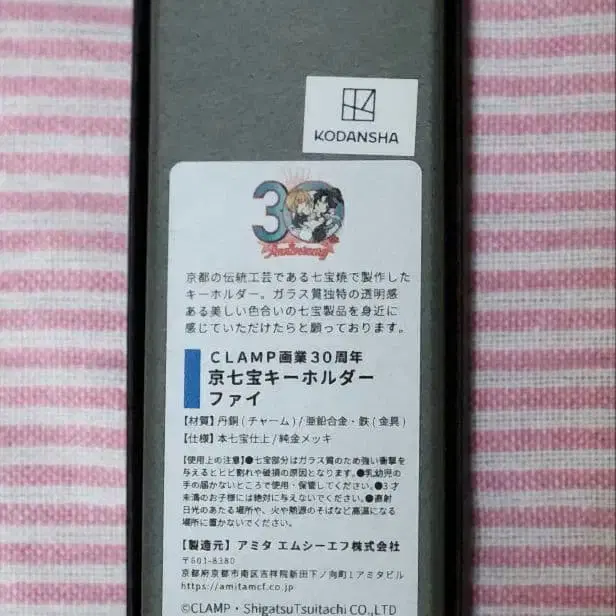 KODANSHA
30
Anniversary
京都の伝統工芸である七宝焼で製作した
キーホルダー。ガラス質独特の透明感
ある美しい色合いの七宝製品を身近に
感じていただけたらと願っております。
CLAMP画業30周年
京七宝キーホルダー
ファイ
【材質】丹銅(チャーム)/亜鉛合金・鉄(金具)
【仕様】本七宝仕上/純金メッキ
【使用上の注意】●七宝部分はガラス質のため強い衝撃を
与えるととど割れや破損の原因となります。●乳幼児の
手の届かないところで使用・保管してください。●3才
未満のお子様には絶対に与えないでください。●直射
日光のあたる場所や、火や熱源のそばなど高温になる
場所に置かないでください。
【製造元】アミタ エムシーエフ株式会社
〒601-8380
京都府京都市南区吉祥院新田下ノ向町1アミタビル
https://amitamcf.co.jp
©CLAMP・ShigatsuTsuitachi CO.,LTD